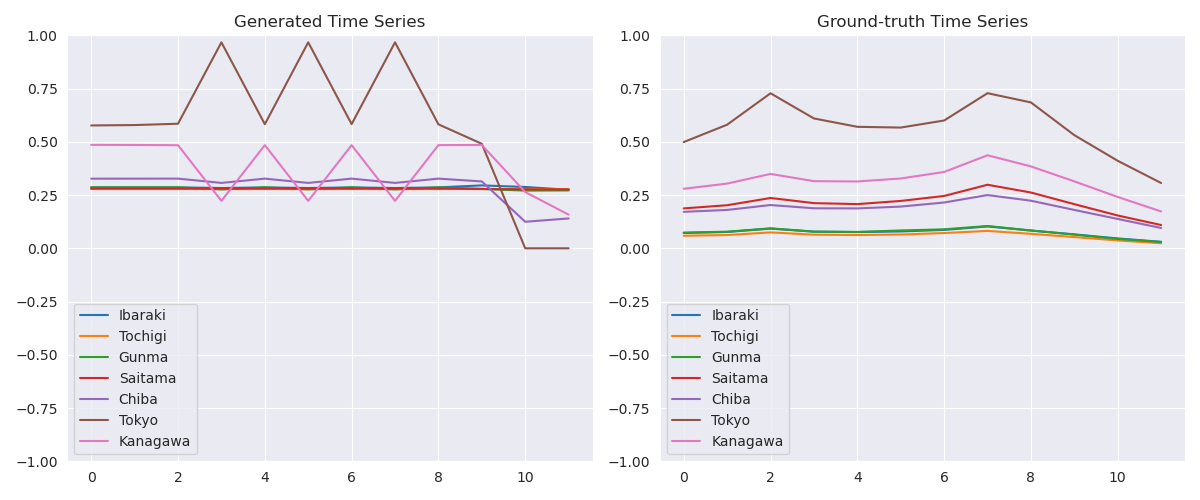 Generated Time Series
1.00
0.75
0.50
0.25
0.00
−0.25
−0.50
−0.75
−1.00
Ibaraki
Tochigi
Gunma
Saitama
Chiba
Tokyo
Kanagawa
0 2 4 6 8 10
Ground-truth Time Series
1.00
0.75
0.50
0.25
0.00
−0.25
−0.50
−0.75
−1.00
Ibaraki
Tochigi
Gunma
Saitama
Chiba
Tokyo
Kanagawa
0 2 4 6 8 10